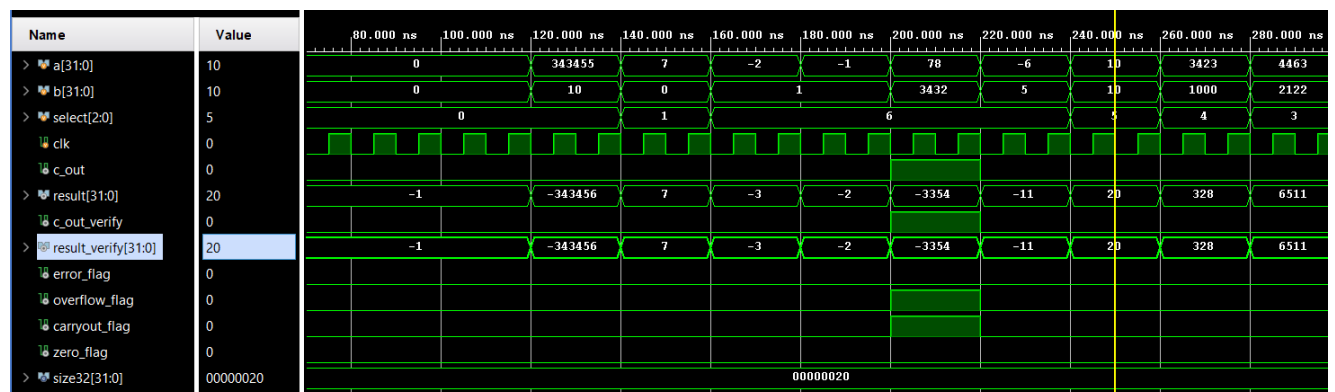 Name Value 80.000 ns 100.000 ns 120.000 ns 140.000 ns 160.000 ns 180.000 ns 200.000 ns 220.000 ns 240.000 ns 260.000 ns 280.000 ns
a[31:0] 10 0 343455 7 -2 -1 78 -6 10 3423 4463
b[31:0] 10 0 10 0 1 3432 5 10 1000 2122
select[2:0] 5 0 1 6 5 4 3
clk 0
c_out 0
result[31:0] 20 -1 -343456 7 -3 -2 -3354 -11 20 328 6511
c_out_verify 0
result_verify[31:0] 20 -1 -343456 7 -3 -2 -3354 -11 20 328 6511
error_flag 0
overflow_flag 0
carryout_flag 0
zero_flag 0
size32[31:0] 00000020 00000020